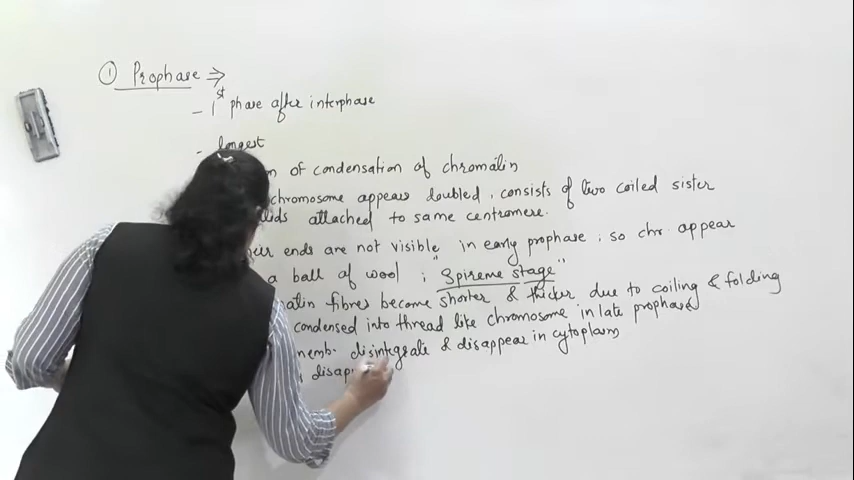 ① Prophase ⇒
- 1st phase after interphase
- longest
of condensation of chromatin
chromosome appears doubled, consists of two coiled sister
attached to same centromere.
ends are not visible in early prophase; so chr. appear
a ball of wool; "Spireme stage"
fibres become shorter & thicker due to coiling & folding
condensed into thread like chromosome in late prophase
memb. disintegrate & disappear in cytoplasm